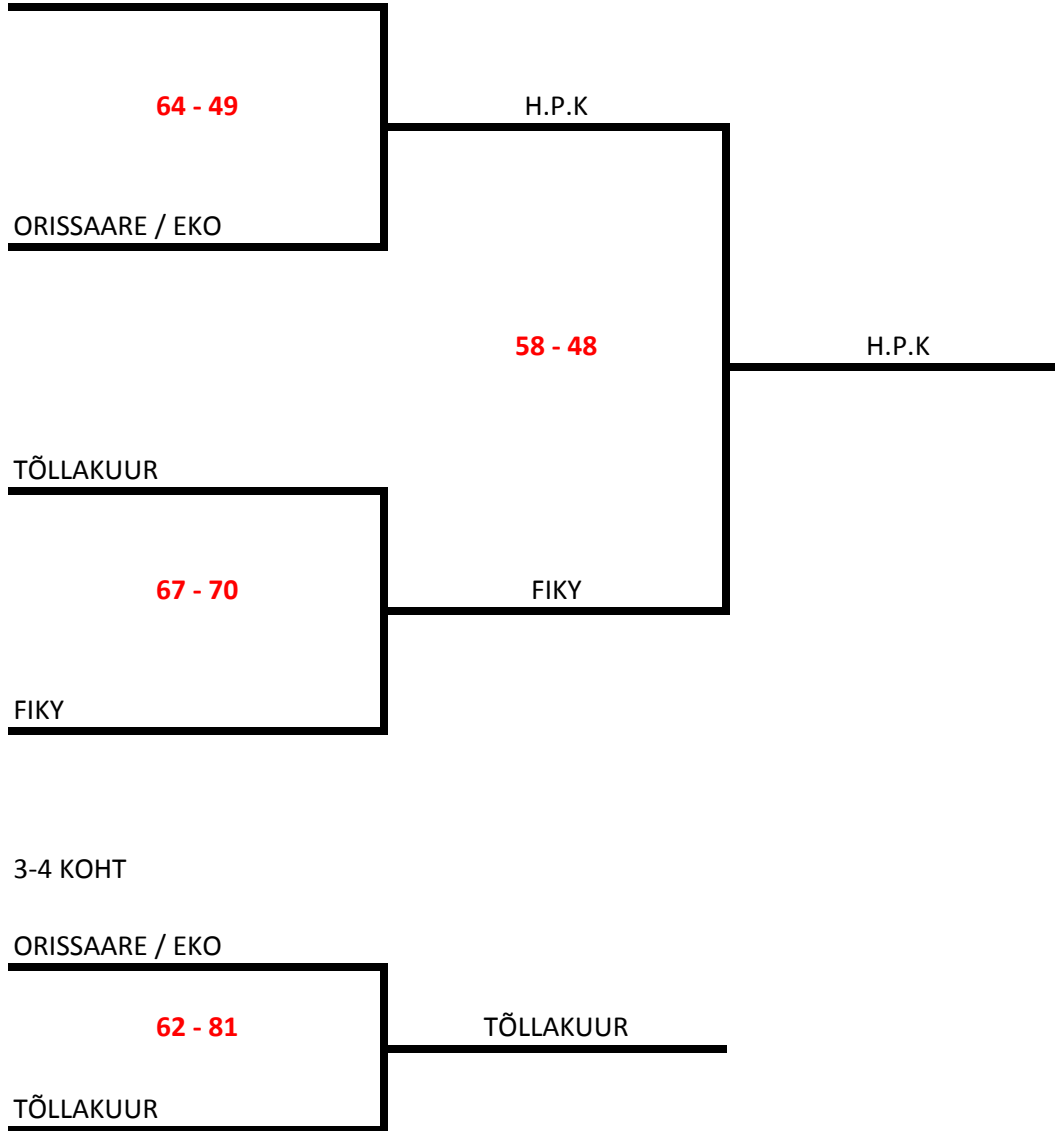 64 - 49
H.P.K
ORISSAARE / EKO
58 - 48
H.P.K
TÕLLAKUUR
67 - 70
FIKY
FIKY
3-4 KOHT
ORISSAARE / EKO
62 - 81
TÕLLAKUUR
TÕLLAKUUR